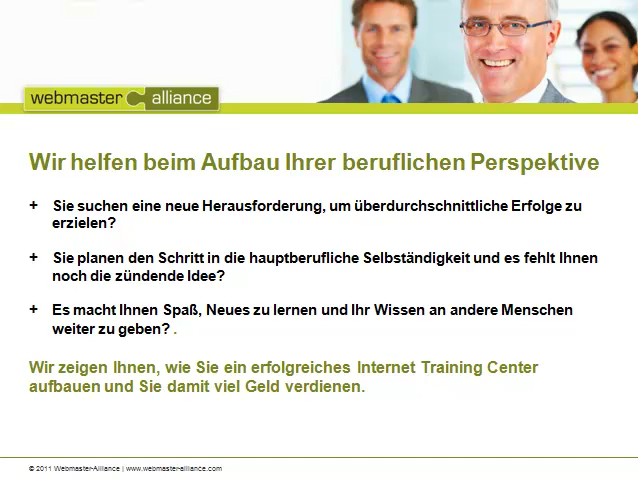 webmaster alliance
Wir helfen beim Aufbau Ihrer beruflichen Perspektive
+ Sie suchen eine neue Herausforderung, um überdurchschnittliche Erfolge zu
erzielen?
+ Sie planen den Schritt in die hauptberufliche Selbständigkeit und es fehlt Ihnen
noch die zündende Idee?
+ Es macht Ihnen Spaß, Neues zu lernen und Ihr Wissen an andere Menschen
weiter zu geben? .
Wir zeigen Ihnen, wie Sie ein erfolgreiches Internet Training Center
aufbauen und Sie damit viel Geld verdienen.
© 2011 Webmaster-Alliance | www.webmaster-alliance.com